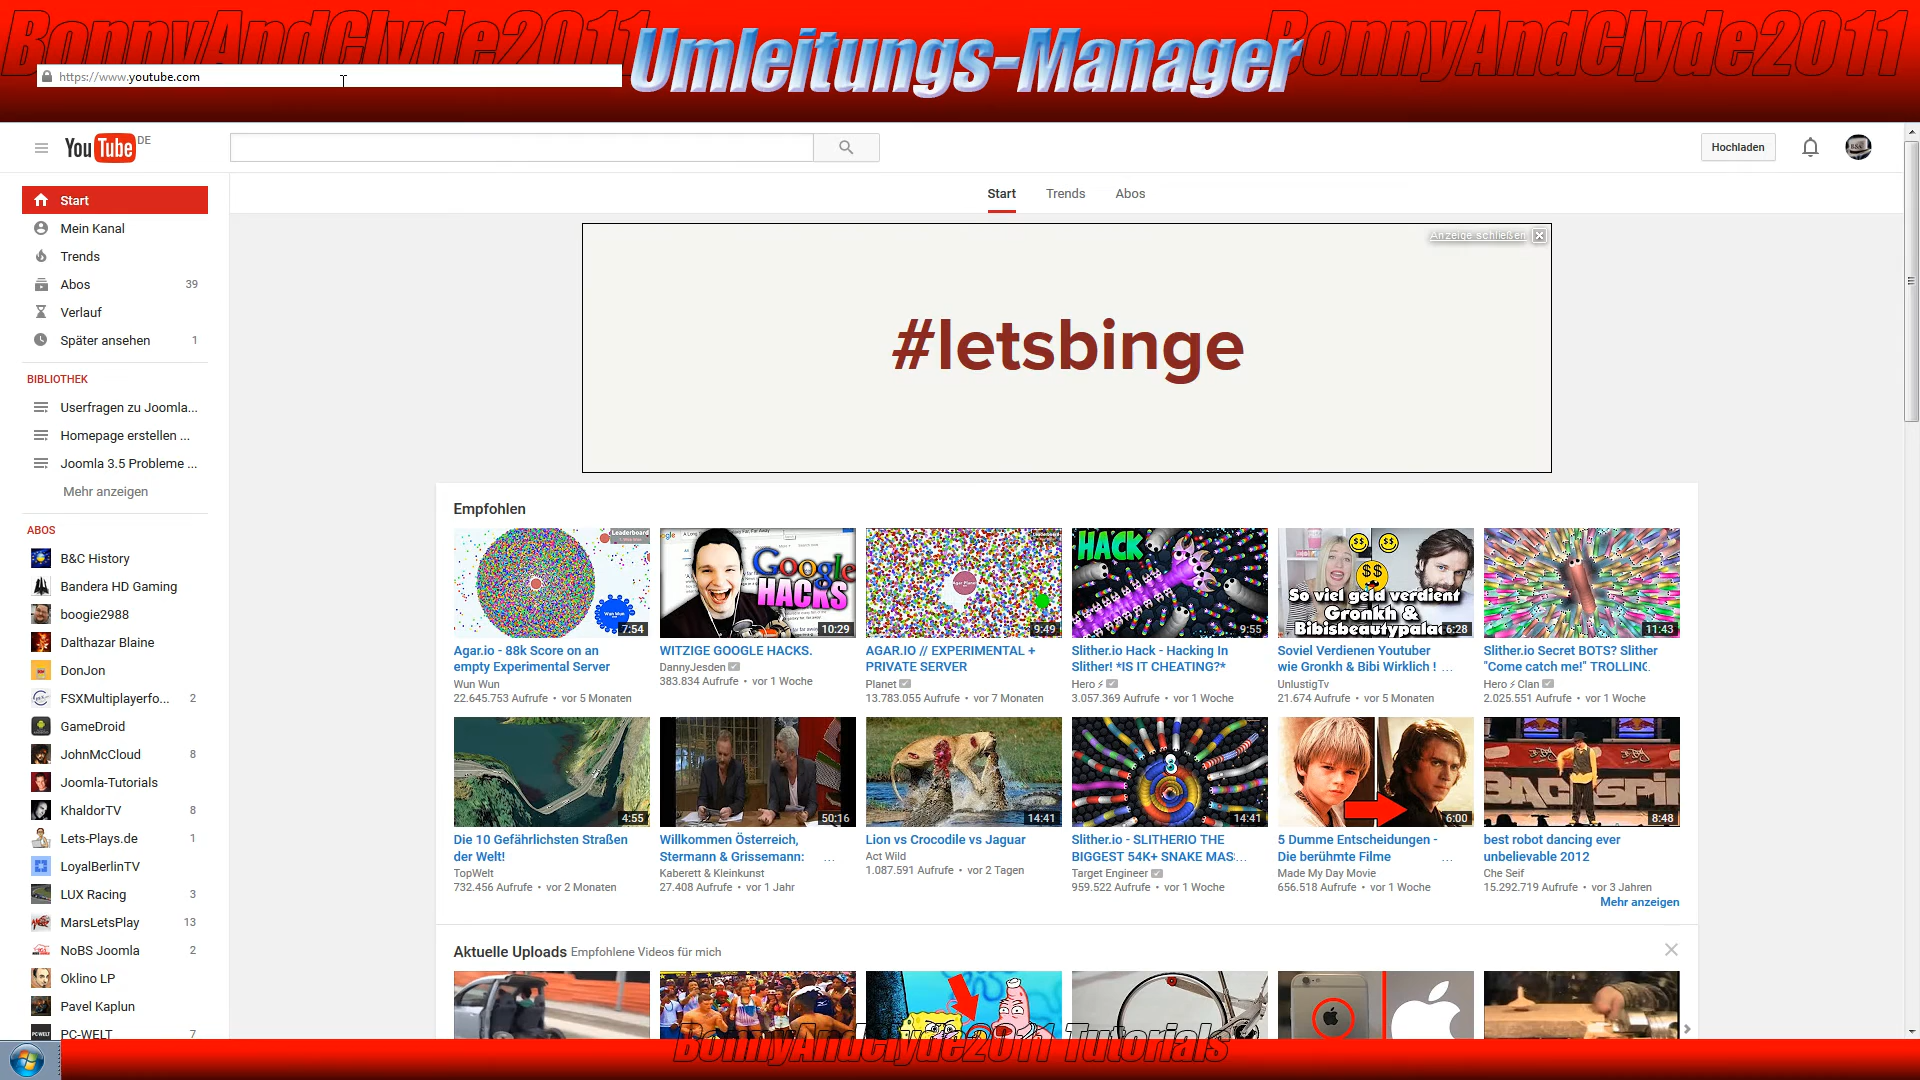 BonnyAndClyde2011
Umleitungs-Manager
BonnyAndClyde2011
https://www.youtube.com
YouTube DE
Hochladen
Start
Mein Kanal
Trends
Abos 39
Verlauf
Später ansehen 1
BIBLIOTHEK
Userfragen zu Joomla...
Homepage erstellen ...
Joomla 3.5 Probleme ...
Mehr anzeigen
ABOS
B&C History
Bandera HD Gaming
boogie2988
Dalthazar Blaine
DonJon
FSXMultiplayerfo... 2
GameDroid
JohnMcCloud 8
Joomla-Tutorials
KhaldorTV 8
Lets-Plays.de 1
LoyalBerlinTV
LUX Racing 3
MarsLetsPlay 13
NoBS Joomla 2
Oklino LP
Pavel Kaplun
PC-WELT 7
Start Trends Abos
Anzeige schließen
#letsbinge
Empfohlen
Leaderboard
Wun Wun
7:54
Agar.io - 88k Score on an
empty Experimental Server
Wun Wun
22.645.753 Aufrufe • vor 5 Monaten
Google
HACKS
10:29
WITZIGE GOOGLE HACKS.
DannyJesden
383.834 Aufrufe • vor 1 Woche
9:49
AGAR.IO // EXPERIMENTAL +
PRIVATE SERVER
Planet
13.783.055 Aufrufe • vor 7 Monaten
HACK
9:55
Slither.io Hack - Hacking In
Slither! *IS IT CHEATING?*
Hero ⚡
3.057.369 Aufrufe • vor 1 Woche
$$ $$
$$
So viel geld verdient
Gronkh &
Bibisbeautypalac
6:28
Soviel Verdienen Youtuber
wie Gronkh & Bibi Wirklich ! ...
UnlustigTv
21.674 Aufrufe • vor 5 Monaten
11:43
Slither.io Secret BOTS? Slither
"Come catch me!" TROLLING
Hero ⚡ Clan
2.025.551 Aufrufe • vor 1 Woche
4:55
Die 10 Gefährlichsten Straßen
der Welt!
TopWelt
732.456 Aufrufe • vor 2 Monaten
50:16
Willkommen Österreich,
Stermann & Grissemann: ...
Kaberett & Kleinkunst
27.408 Aufrufe • vor 1 Jahr
14:41
Lion vs Crocodile vs Jaguar
Act Wild
1.087.591 Aufrufe • vor 2 Tagen
14:41
Slither.io - SLITHERIO THE
BIGGEST 54K+ SNAKE MAS...
Target Engineer
959.522 Aufrufe • vor 1 Woche
6:00
5 Dumme Entscheidungen -
Die berühmte Filme ...
Made My Day Movie
656.518 Aufrufe • vor 1 Woche
BACKSPIN
8:48
best robot dancing ever
unbelievable 2012
Che Seif
15.292.719 Aufrufe • vor 3 Jahren
Mehr anzeigen
Aktuelle Uploads Empfohlene Videos für mich
BonnyAndClyde2011 Tutorials